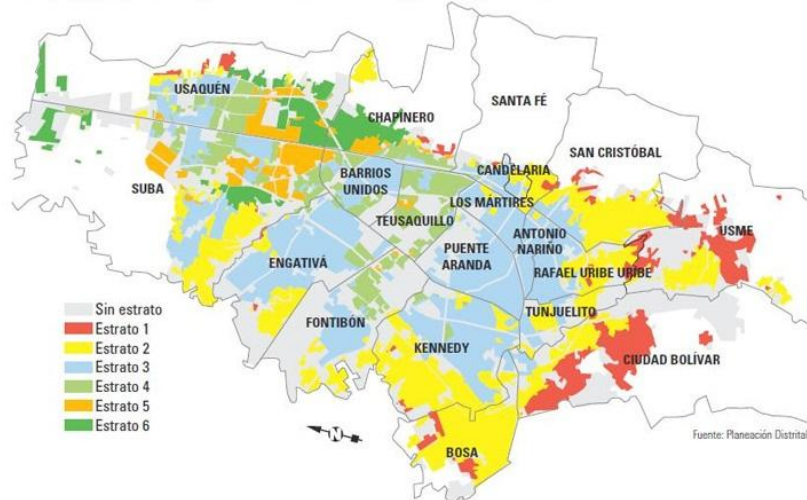 USAQUÉN
CHAPINERO
SANTA FÉ
SAN CRISTÓBAL
CANDELARIA
SUBA
BARRIOS
UNIDOS
LOS MARTIRES
TEUSAQUILLO
ANTONIO
NARIÑO
USME
PUENTE
ARANDA
ENGATIVÁ
RAFAEL URIBE URIBE
FONTIBÓN
TUNJUELITO
KENNEDY
CIUDAD BOLÍVAR
BOSA
Sin estrato
Estrato 1
Estrato 2
Estrato 3
Estrato 4
Estrato 5
Estrato 6
N
Fuente: Planeación Distrital